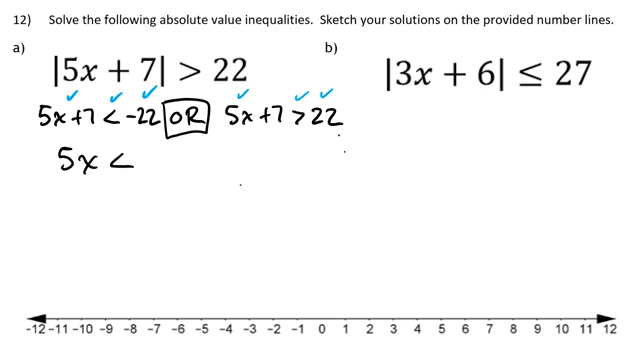 12) Solve the following absolute value inequalities. Sketch your solutions on the provided number lines.
a) |5x + 7| > 22
b) |3x + 6| ≤ 27
5x+7 < -22 OR 5x+7 > 22
5x <
-12 -11 -10 -9 -8 -7 -6 -5 -4 -3 -2 -1 0 1 2 3 4 5 6 7 8 9 10 11 12